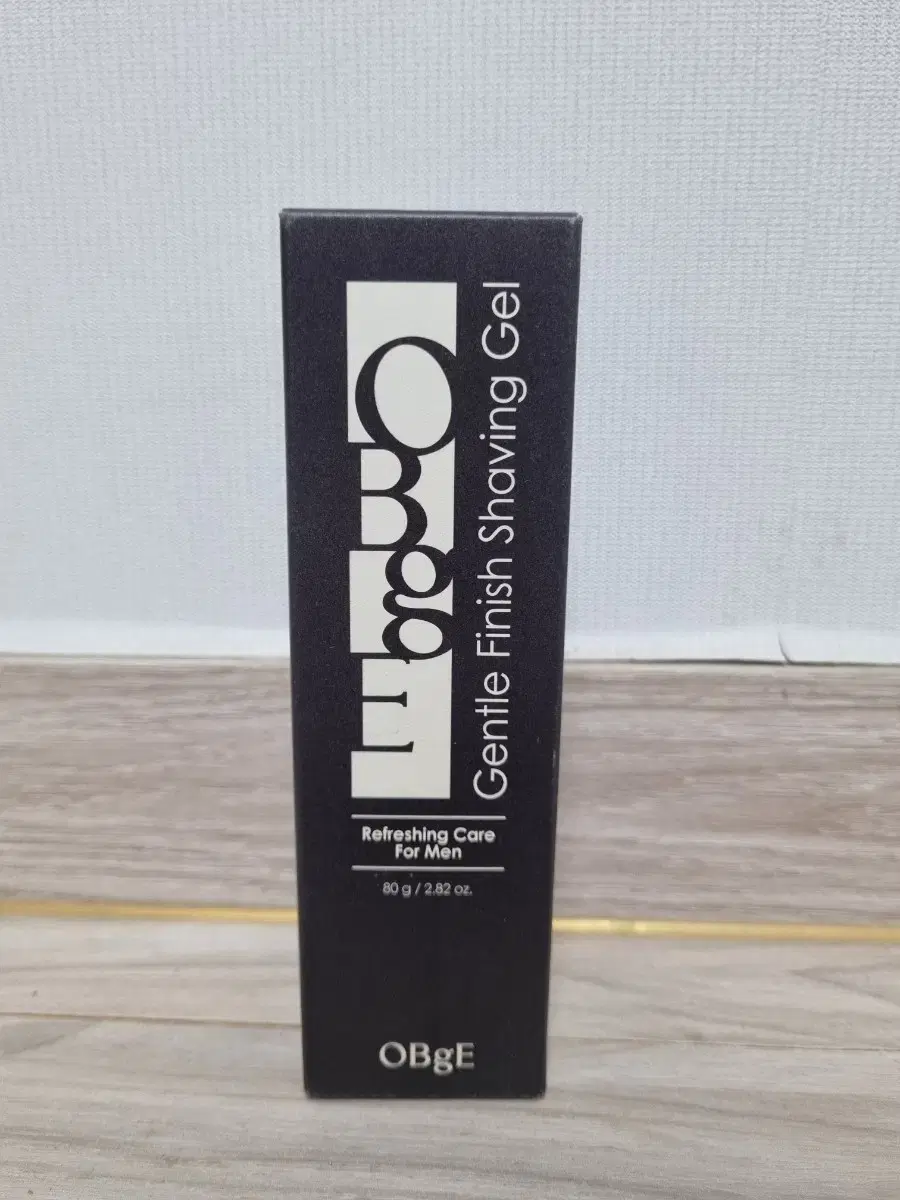 OBgE
Gentle Finish Shaving Gel
Refreshing Care
For Men
80 g / 2.82 oz.
OBgE